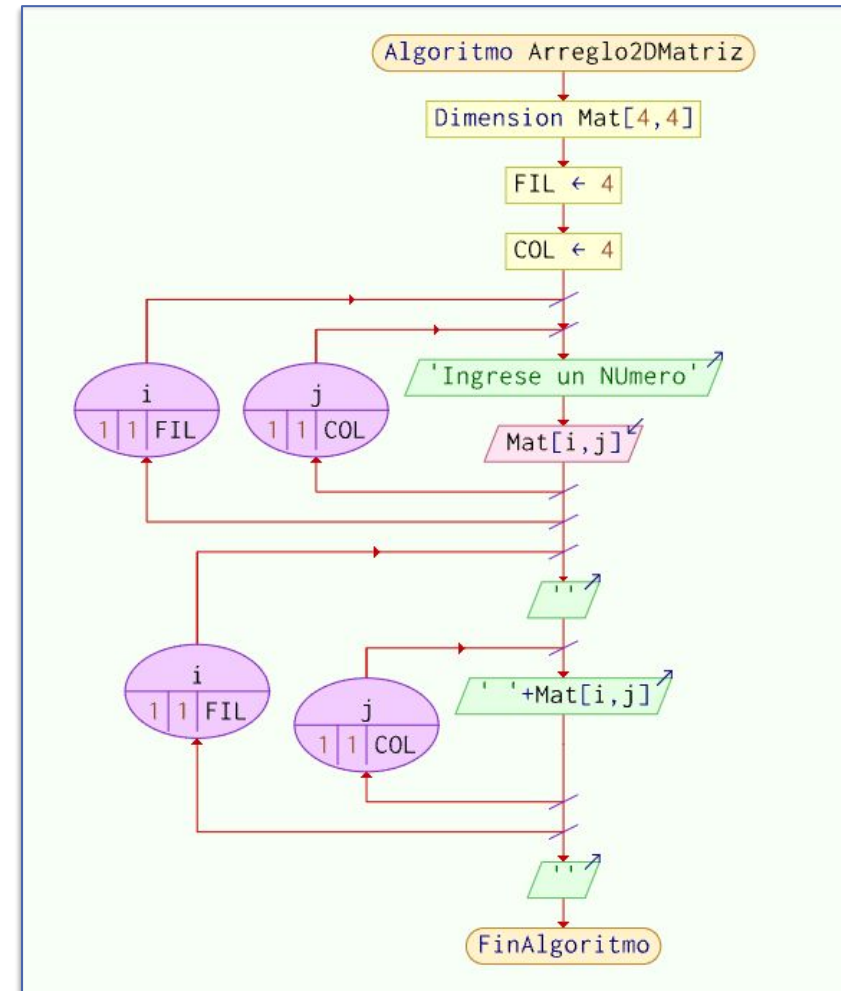 Algoritmo Arreglo2DMatriz
Dimension Mat[4,4]
FIL ← 4
COL ← 4
i
1 1 FIL
j
1 1 COL
'Ingrese un NUmero'
Mat[i,j]
''
i
1 1 FIL
j
1 1 COL
' '+Mat[i,j]
''
FinAlgoritmo